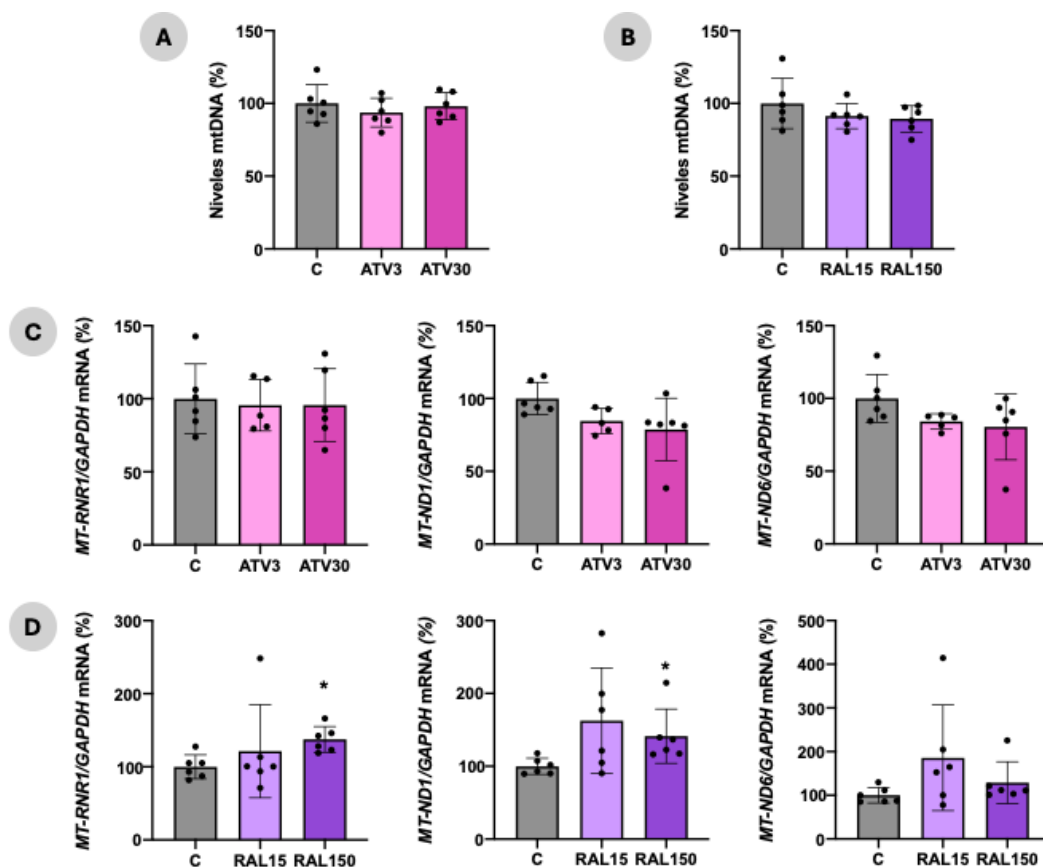 A
Niveles mtDNA (%)
150
100
50
0
C ATV3 ATV30
B
Niveles mtDNA (%)
150
100
50
0
C RAL15 RAL150
C
MT-RNR1/GAPDH mRNA (%)
150
100
50
0
C ATV3 ATV30
MT-ND1/GAPDH mRNA (%)
150
100
50
0
C ATV3 ATV30
MT-ND6/GAPDH mRNA (%)
150
100
50
0
C ATV3 ATV30
D
MT-RNR1/GAPDH mRNA (%)
300
200
100
0
*
C RAL15 RAL150
MT-ND1/GAPDH mRNA (%)
300
200
100
0
*
C RAL15 RAL150
MT-ND6/GAPDH mRNA (%)
500
400
300
200
100
0
C RAL15 RAL150